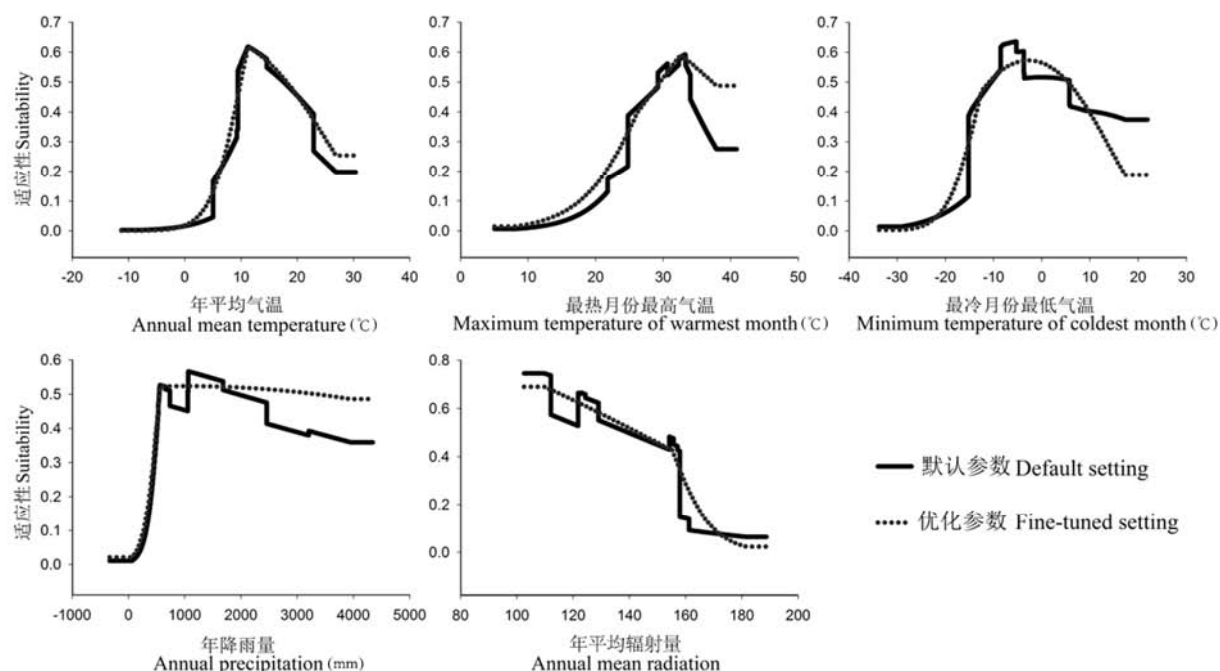 适应性 Suitability
0.7
0.6
0.5
0.4
0.3
0.2
0.1
0.0
-20 -10 0 10 20 30 40
年平均气温
Annual mean temperature (℃)
0.7
0.6
0.5
0.4
0.3
0.2
0.1
0.0
0 10 20 30 40 50
最热月份最高气温
Maximum temperature of warmest month (℃)
0.7
0.6
0.5
0.4
0.3
0.2
0.1
0.0
-40 -30 -20 -10 0 10 20 30
最冷月份最低气温
Minimum temperature of coldest month (℃)
适应性 Suitability
0.6
0.5
0.4
0.3
0.2
0.1
0.0
-1000 0 1000 2000 3000 4000 5000
年降雨量
Annual precipitation (mm)
0.8
0.6
0.4
0.8
0.0
80 100 120 140 160 180 200
年平均辐射量
Annual mean radiation
默认参数 Default setting
优化参数 Fine-tuned setting